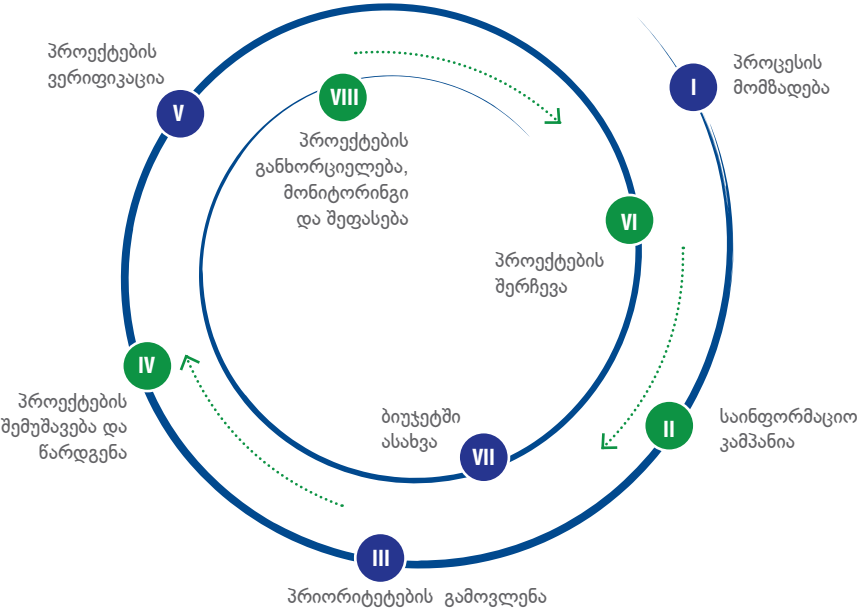 I
პროცესის
მომზადება
II
საინფორმაციო
კამპანია
III
პრიორიტეტების გამოვლენა
IV
პროექტების
შემუშავება და
წარდგენა
V
პროექტების
ვერიფიკაცია
VI
პროექტების
შერჩევა
VII
ბიუჯეტში
ასახვა
VIII
პროექტების
განხორციელება,
მონიტორინგი
და შეფასება